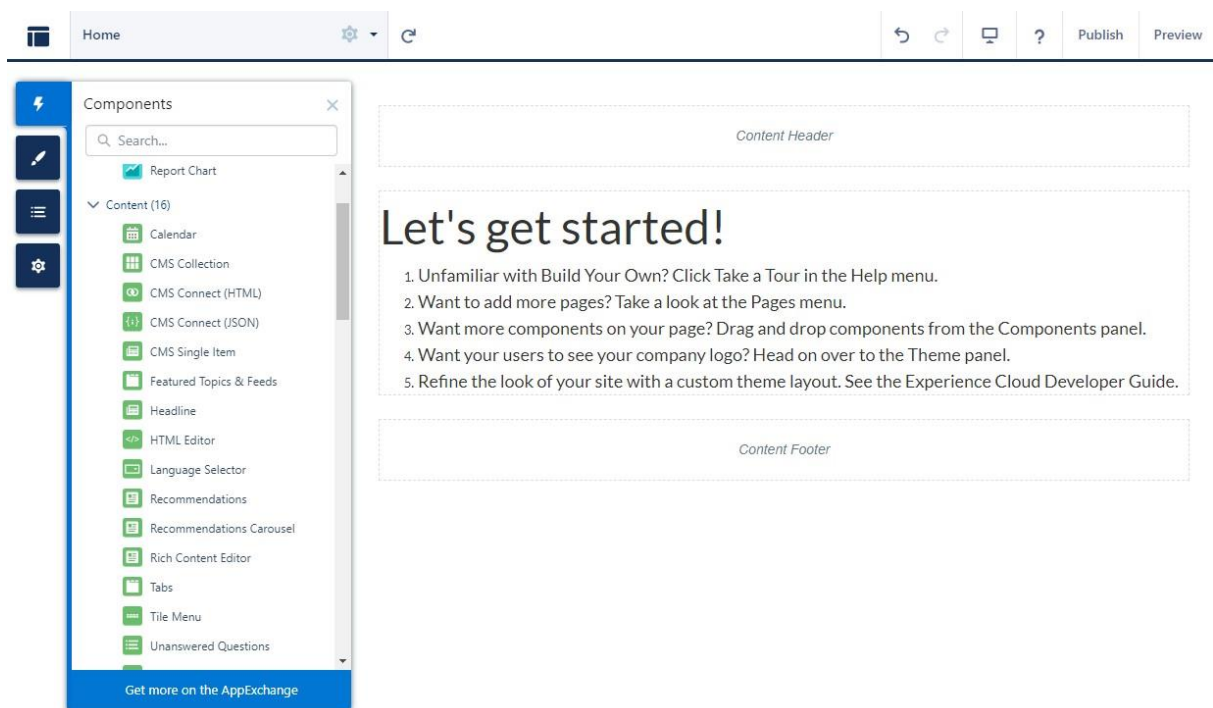 Home
? Publish Preview
Components
Search...
Report Chart
Content (16)
Calendar
CMS Collection
CMS Connect (HTML)
CMS Connect (JSON)
CMS Single Item
Featured Topics & Feeds
Headline
HTML Editor
Language Selector
Recommendations
Recommendations Carousel
Rich Content Editor
Tabs
Tile Menu
Unanswered Questions
Get more on the AppExchange
Content Header
Let's get started!
1. Unfamiliar with Build Your Own? Click Take a Tour in the Help menu.
2. Want to add more pages? Take a look at the Pages menu.
3. Want more components on your page? Drag and drop components from the Components panel.
4. Want your users to see your company logo? Head on over to the Theme panel.
5. Refine the look of your site with a custom theme layout. See the Experience Cloud Developer Guide.
Content Footer